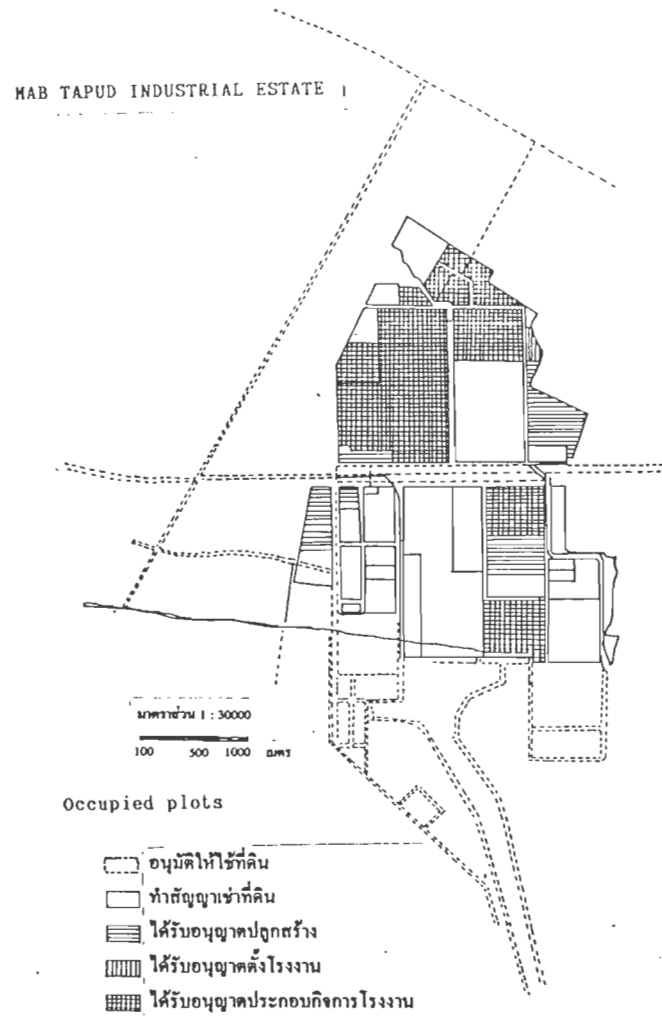 MAB TAPUD INDUSTRIAL ESTATE
มาตราส่วน 1 : 30000
100 500 1000 เมตร
Occupied plots
อนุมัติให้ใช้ที่ดิน
ทำสัญญาเช่าที่ดิน
ได้รับอนุญาตปลูกสร้าง
ได้รับอนุญาตตั้งโรงงาน
ได้รับอนุญาตประกอบกิจการโรงงาน